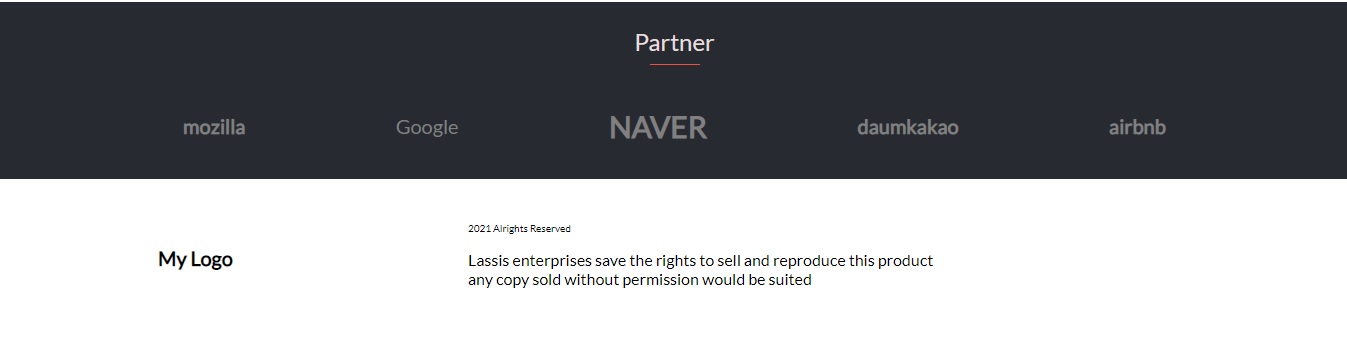 Partner
mozilla Google NAVER daumkakao airbnb
2021 Alrights Reserved
My Logo
Lassis enterprises save the rights to sell and reproduce this product
any copy sold without permission would be suited